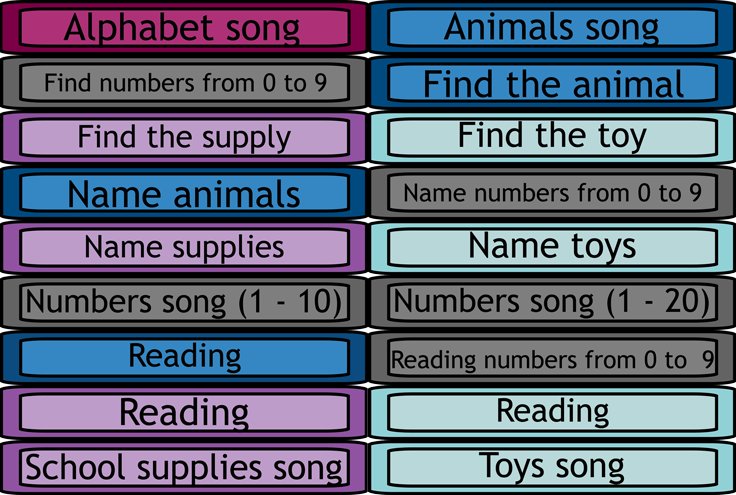 Alphabet song
Animals song
Find numbers from 0 to 9
Find the animal
Find the supply
Find the toy
Name animals
Name numbers from 0 to 9
Name supplies
Name toys
Numbers song (1 - 10)
Numbers song (1 - 20)
Reading
Reading numbers from 0 to  9
Reading
Reading
School supplies song
Toys song